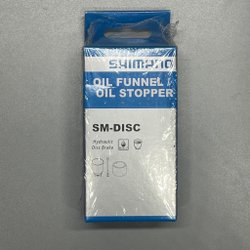 SHIMANO
OIL FUNNEL &
OIL STOPPER
SM-DISC
Hydraulic
Disc Brake